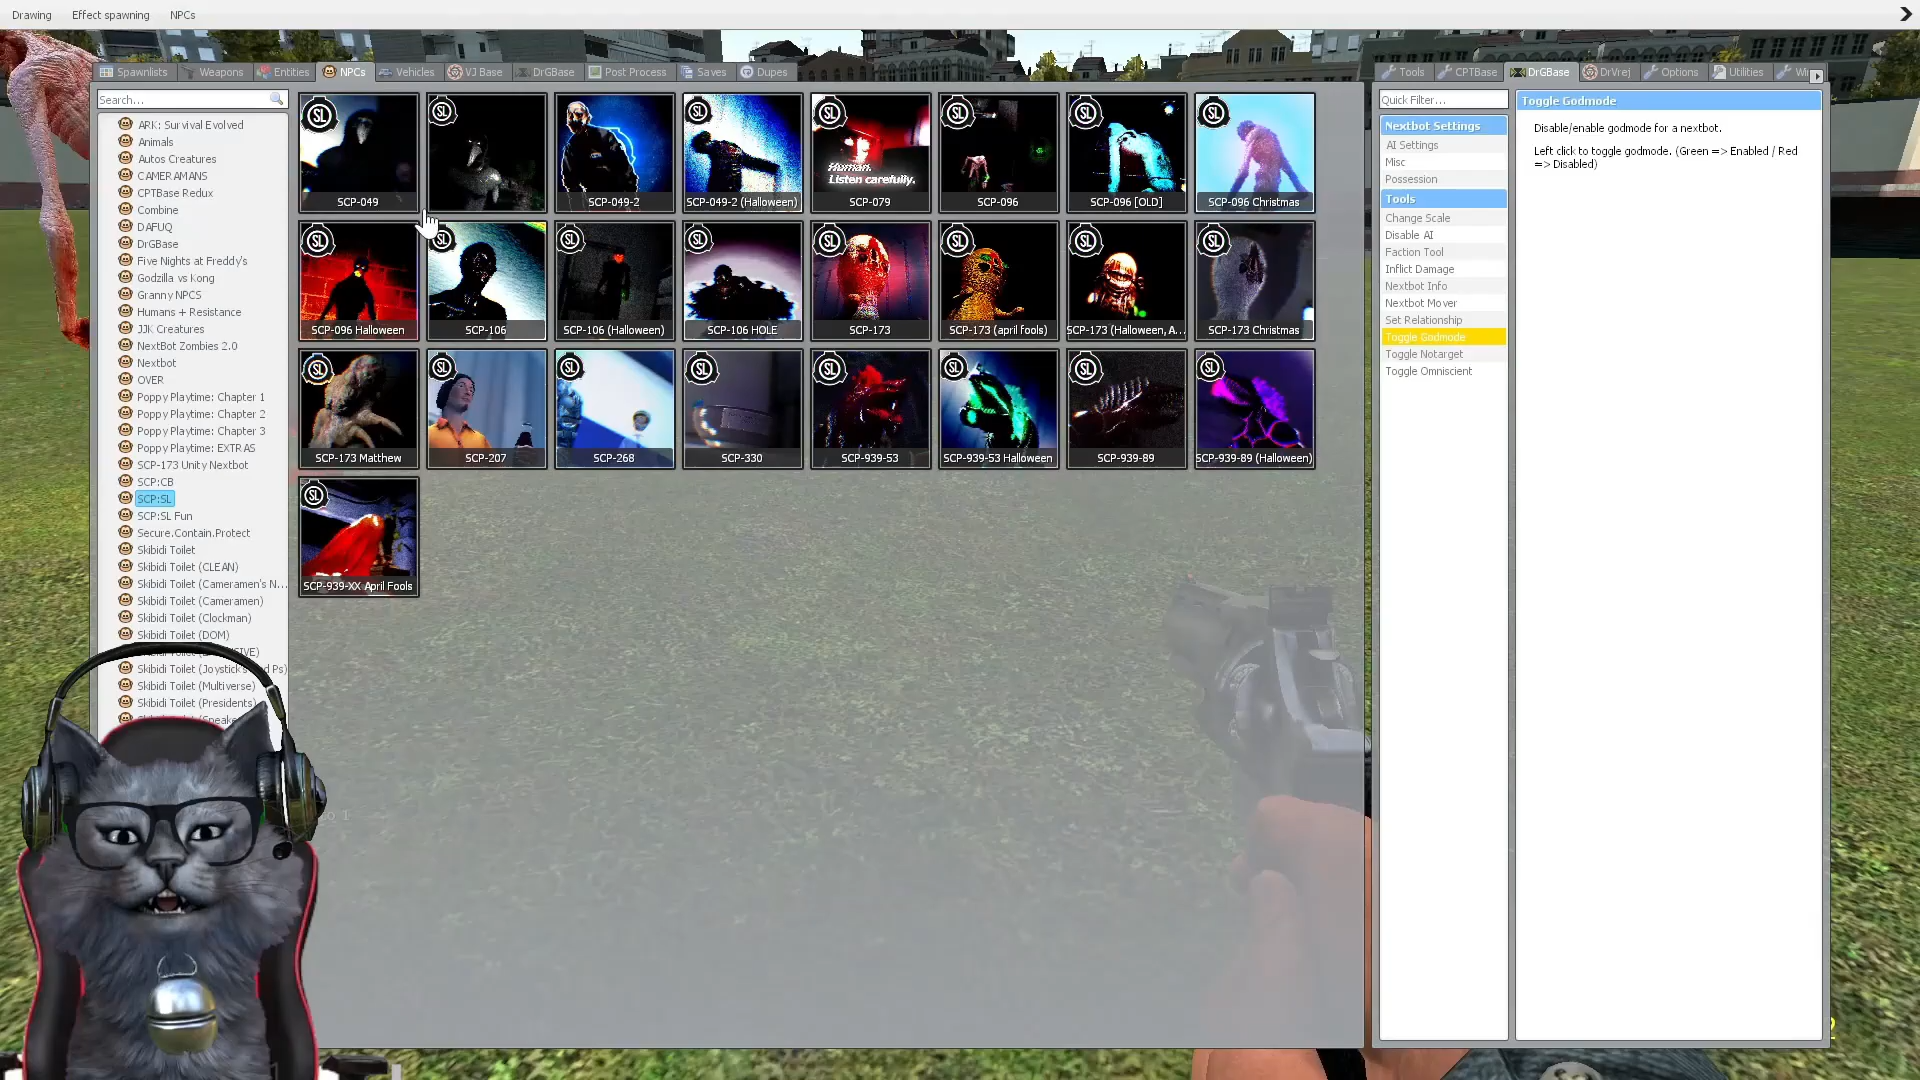 Drawing Effect spawning NPCs
Spawnlists Weapons Entities NPCs Vehicles VJ Base DrGBase Post Process Saves Dupes
Search...
ARK: Survival Evolved
Animals
Autos Creatures
CAMERAMANS
CPTBase Redux
Combine
DAFUQ
DrGBase
Five Nights at Freddy's
Godzilla vs Kong
Granny NPCS
Humans + Resistance
JJK Creatures
NextBot Zombies 2.0
Nextbot
OVER
Poppy Playtime: Chapter 1
Poppy Playtime: Chapter 2
Poppy Playtime: Chapter 3
Poppy Playtime: EXTRAS
SCP-173 Unity Nextbot
SCP:CB
SCP:SL
SCP:SL Fun
Secure.Contain.Protect
Skibidi Toilet
Skibidi Toilet (CLEAN)
Skibidi Toilet (Cameramen's N...
Skibidi Toilet (Cameramen)
Skibidi Toilet (Clockman)
Skibidi Toilet (DOM)
Skibidi Toilet (Multiverse)
Skibidi Toilet (Presidents)
Human.
Listen carefully.
SCP-049 SCP-049-2 SCP-049-2 (Halloween) SCP-079 SCP-096 SCP-096 [OLD] SCP-096 Christmas
SCP-096 Halloween SCP-106 SCP-106 (Halloween) SCP-106 HOLE SCP-173 SCP-173 (april fools) SCP-173 (Halloween, A... SCP-173 Christmas
SCP-173 Matthew SCP-207 SCP-268 SCP-330 SCP-939-53 SCP-939-53 Halloween SCP-939-89 SCP-939-89 (Halloween)
SCP-939-XX April Fools
Tools CPTBase DrGBase DrVrej Options Utilities
Quick Filter...
Nextbot Settings
AI Settings
Misc
Possession
Tools
Change Scale
Disable AI
Faction Tool
Inflict Damage
Nextbot Info
Nextbot Mover
Set Relationship
Toggle Godmode
Toggle Notarget
Toggle Omniscient
Toggle Godmode
Disable/enable godmode for a nextbot.
Left click to toggle godmode. (Green => Enabled / Red
=> Disabled)